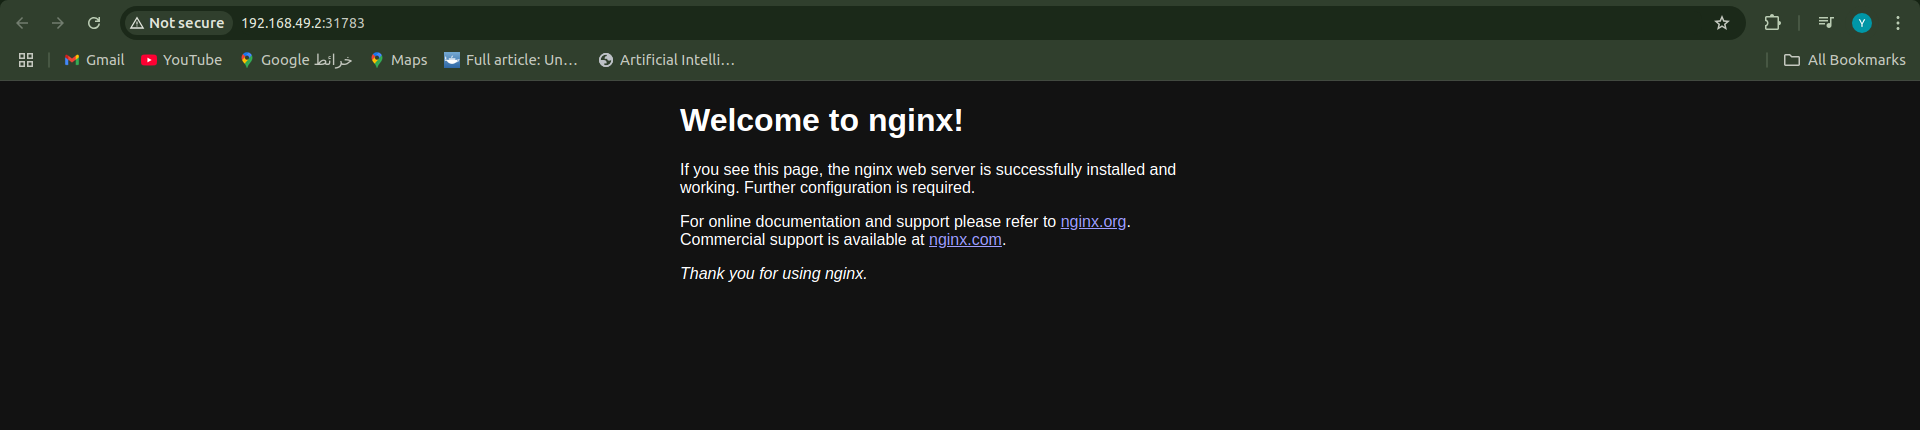 Not secure 192.168.49.2:31783
Y
Gmail YouTube Google خرائط Maps Full article: Un... Artificial Intelli... All Bookmarks
Welcome to nginx!
If you see this page, the nginx web server is successfully installed and
working. Further configuration is required.
For online documentation and support please refer to nginx.org.
Commercial support is available at nginx.com.
Thank you for using nginx.